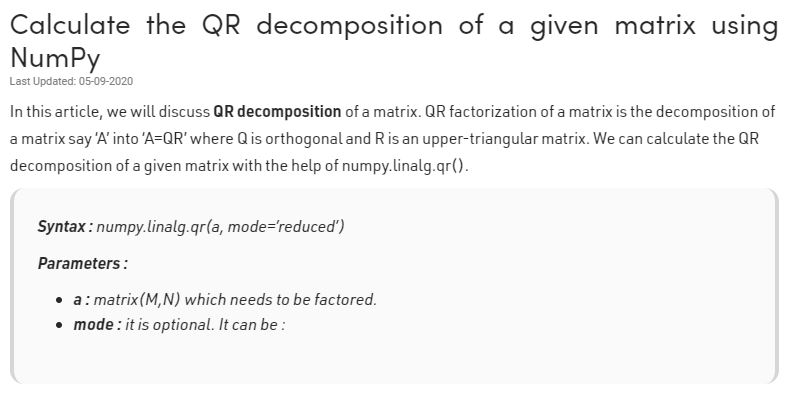 Calculate the QR decomposition of a given matrix using
NumPy
Last Updated: 05-09-2020
In this article, we will discuss QR decomposition of a matrix. QR factorization of a matrix is the decomposition of
a matrix say ‘A’ into ‘A=QR’ where Q is orthogonal and R is an upper-triangular matrix. We can calculate the QR
decomposition of a given matrix with the help of numpy.linalg.qr().
Syntax : numpy.linalg.qr(a, mode=’reduced’)
Parameters :
• a : matrix(M,N) which needs to be factored.
• mode : it is optional. It can be :